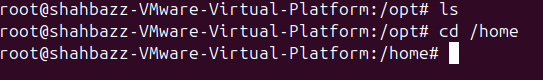 root@shahbazz-VMware-Virtual-Platform:/opt# ls
root@shahbazz-VMware-Virtual-Platform:/opt# cd /home
root@shahbazz-VMware-Virtual-Platform:/home#